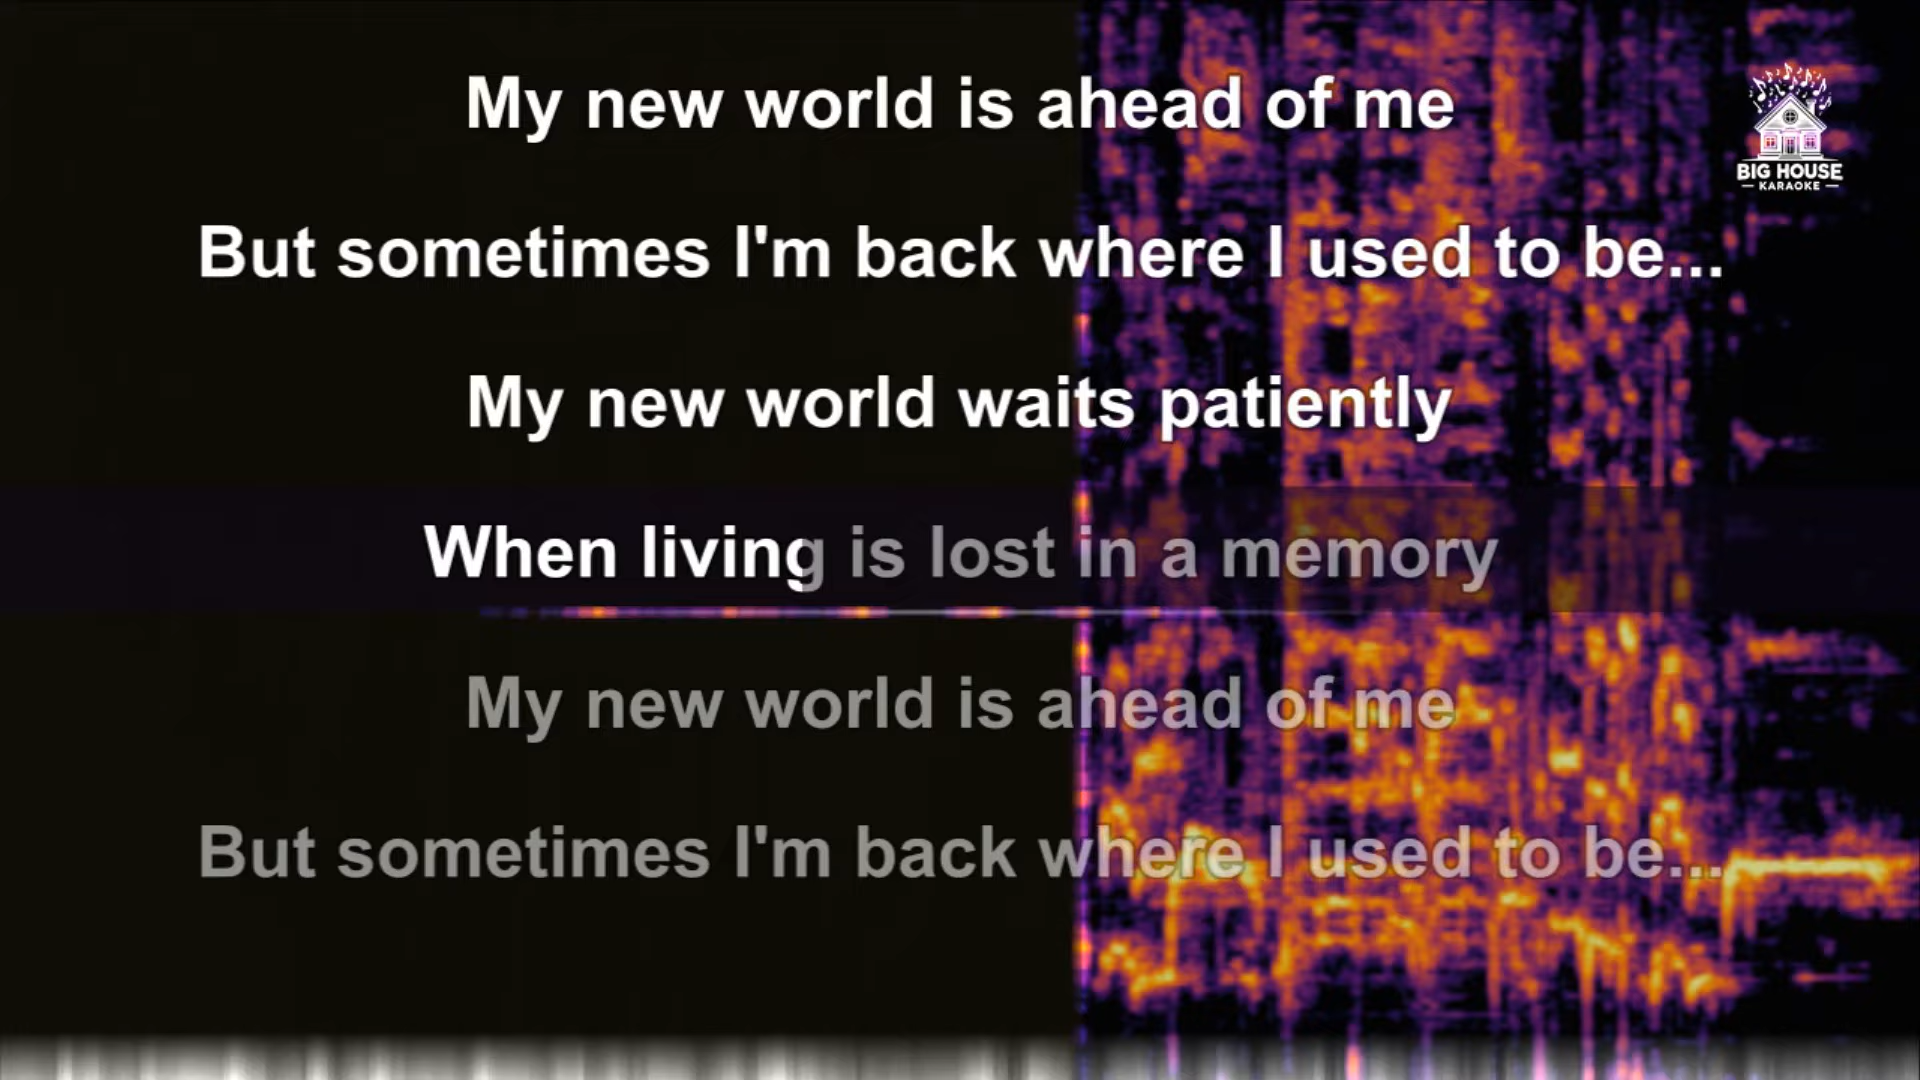 My new world is ahead of me
BIG HOUSE
KARAOKE
But sometimes I'm back where I used to be...
My new world waits patiently
When living is lost in a memory
My new world is ahead of me
But sometimes I'm back where I used to be...